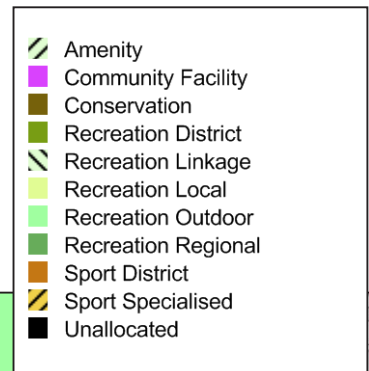 Amenity
Community Facility
Conservation
Recreation District
Recreation Linkage
Recreation Local
Recreation Outdoor
Recreation Regional
Sport District
Sport Specialised
Unallocated